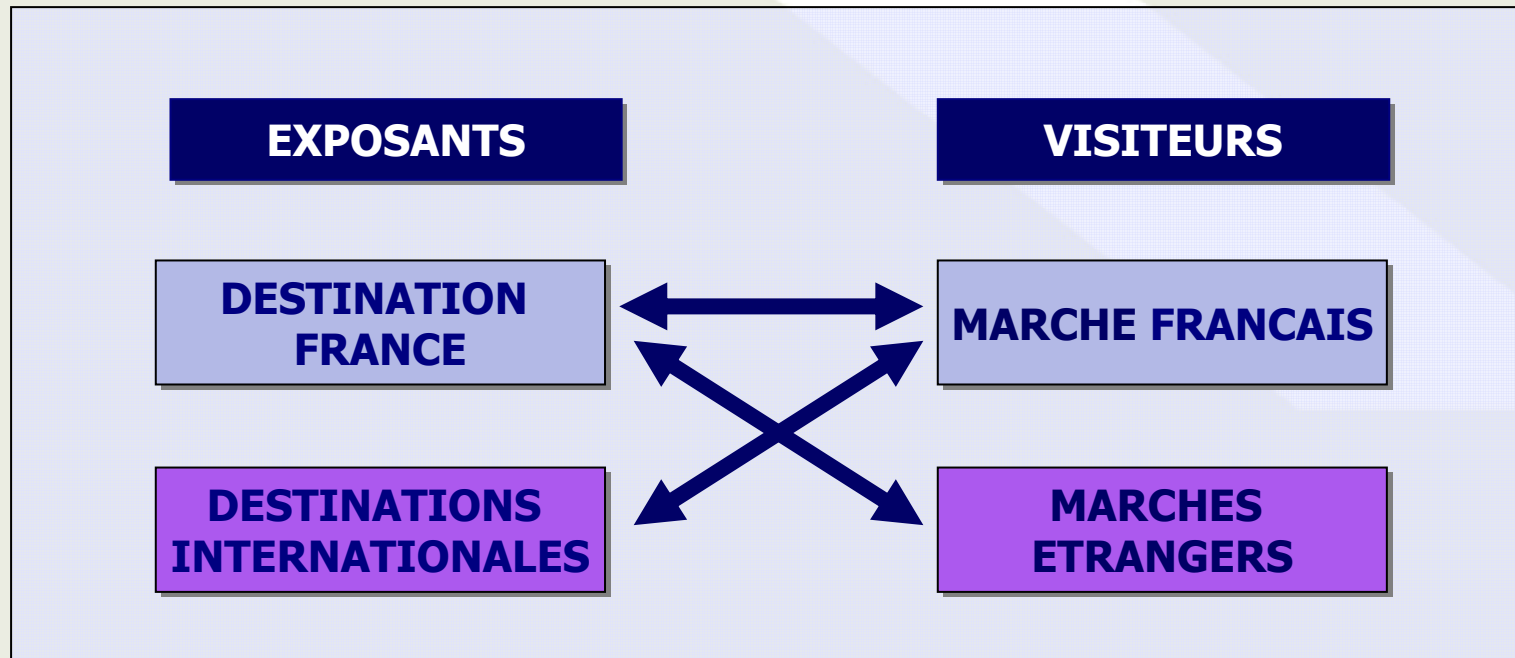 EXPOSANTS
VISITEURS
DESTINATION
FRANCE
MARCHE FRANCAIS
DESTINATIONS
INTERNATIONALES
MARCHES
ETRANGERS